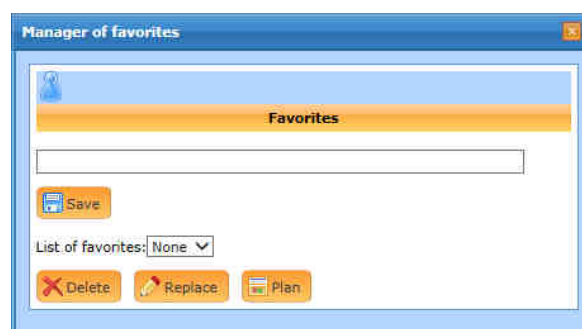 Manager of favorites
Favorites
Save
List of favorites: None
Delete Replace Plan